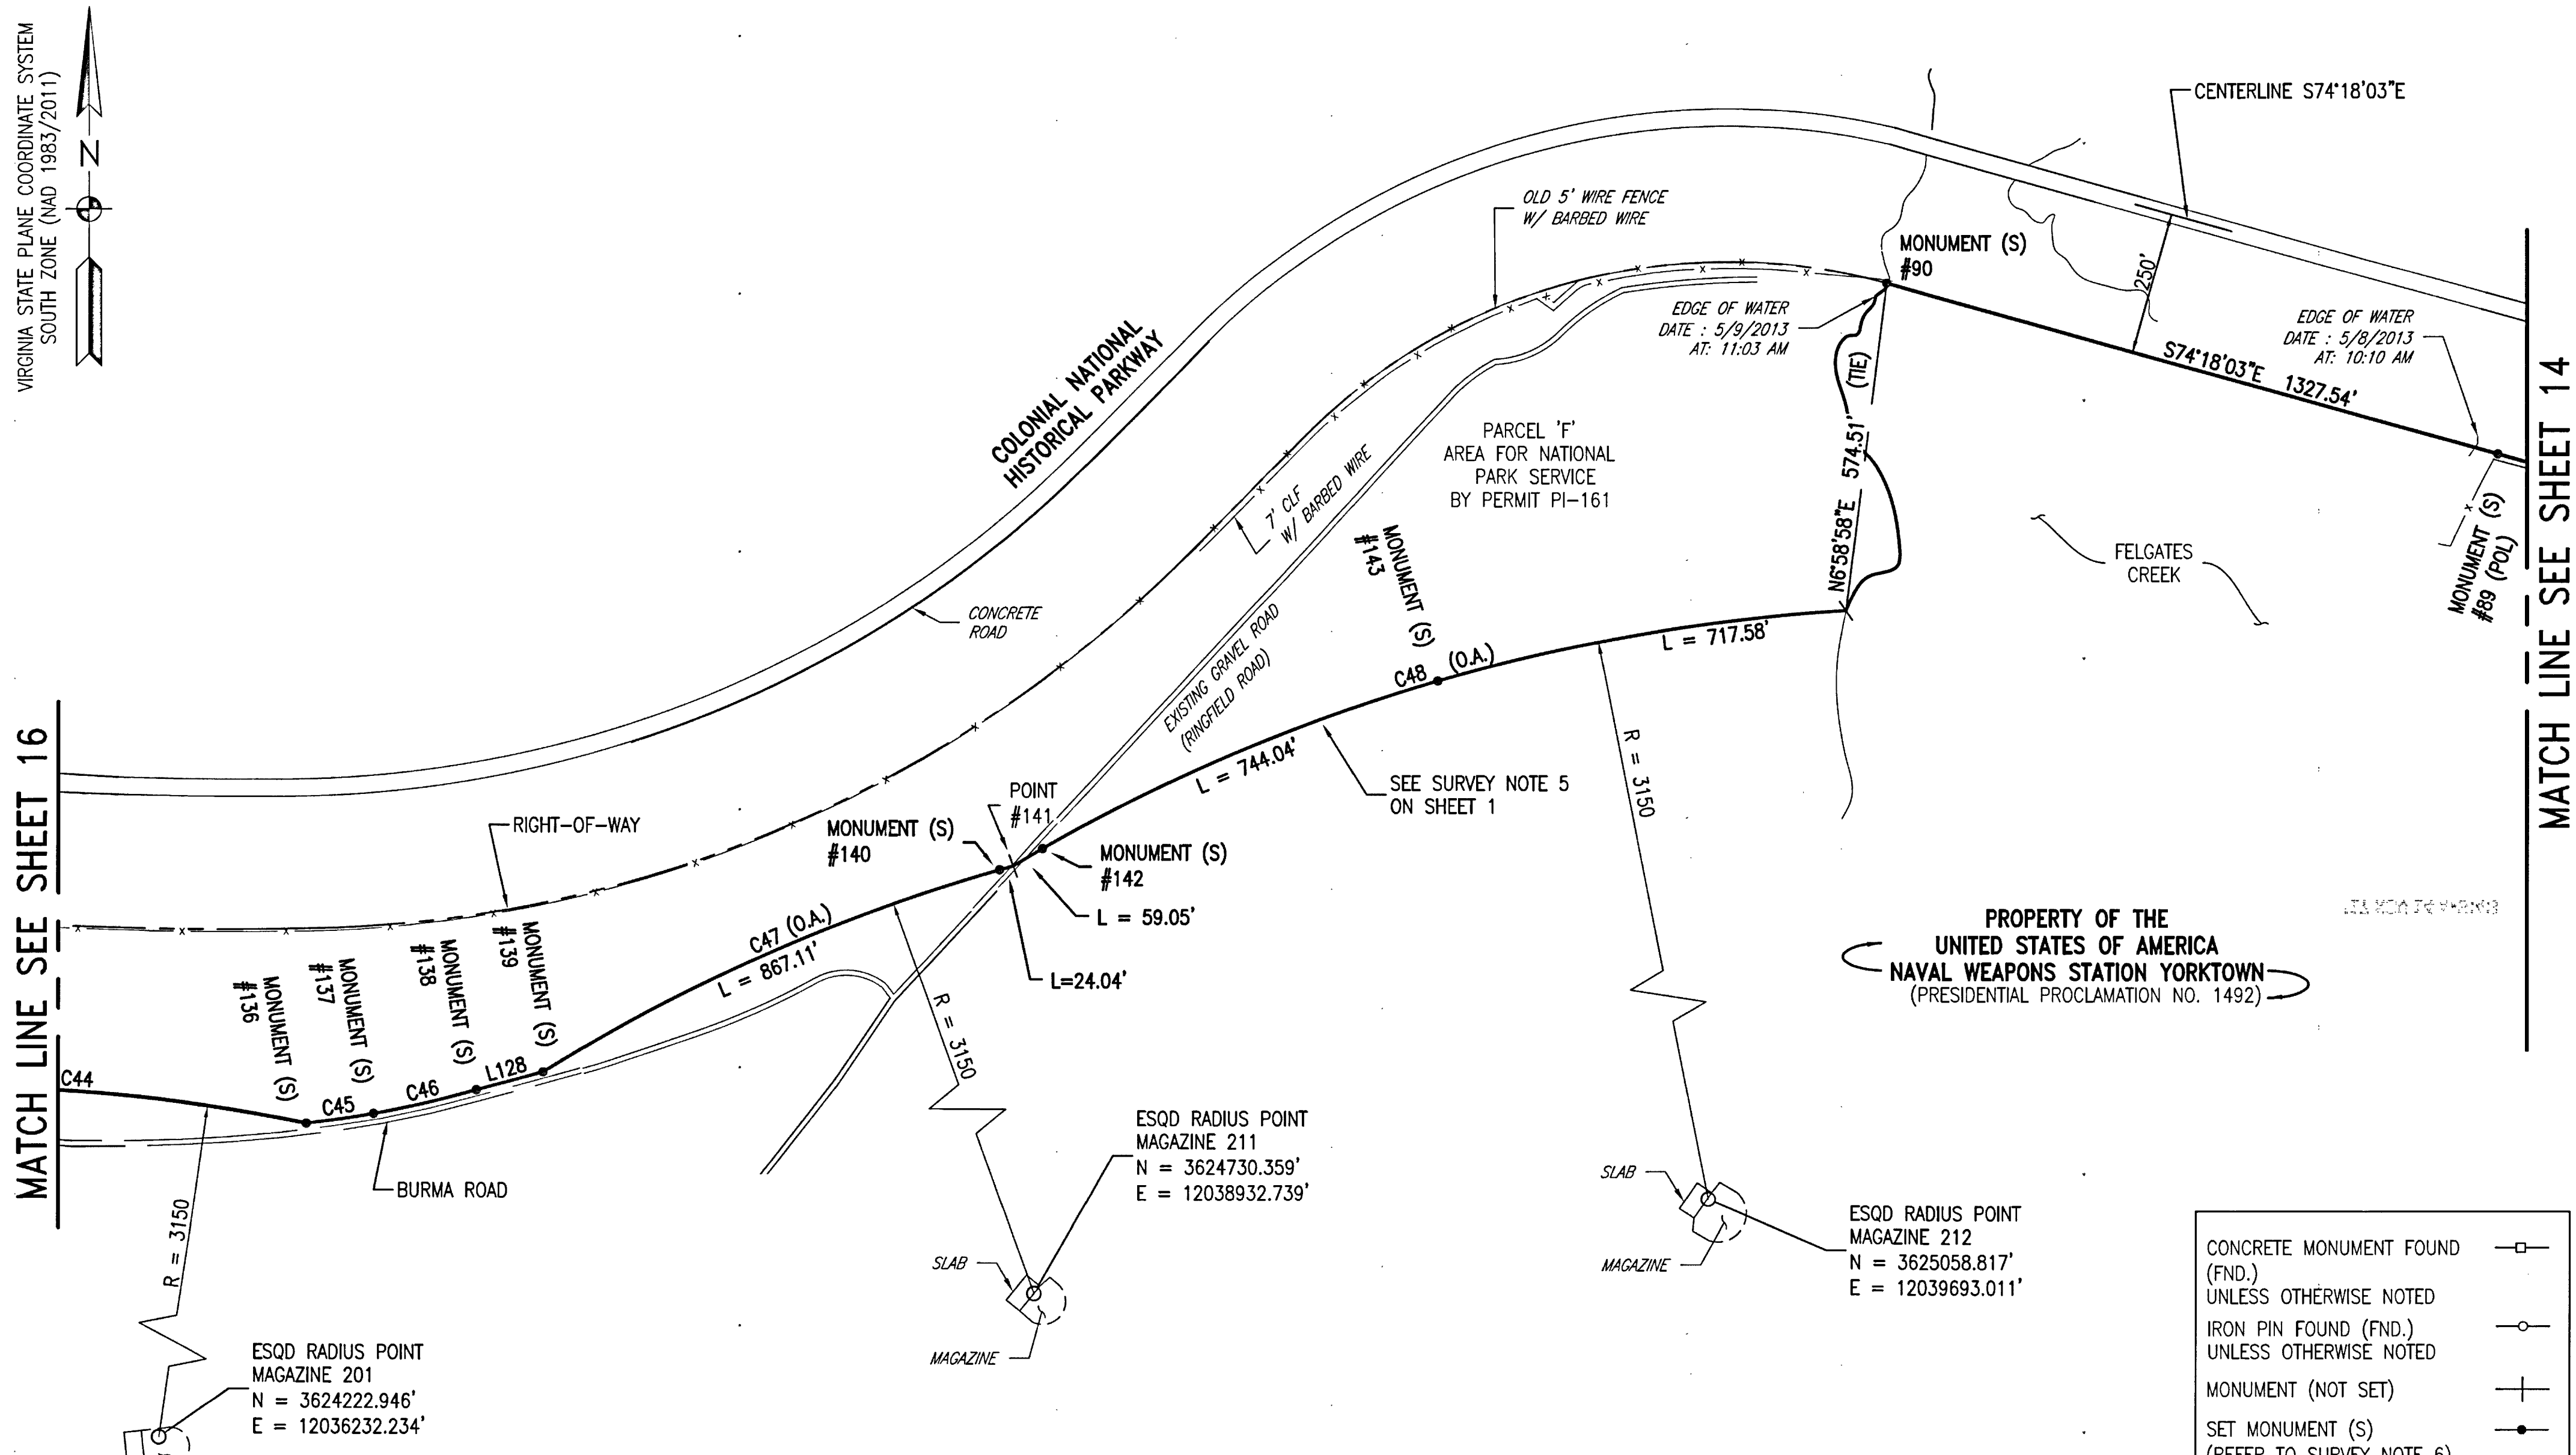 VIRGINIA STATE PLANE COORDINATE SYSTEM
SOUTH ZONE (NAD 1983/2011)
N
CENTERLINE S74°18'03"E
OLD 5' WIRE FENCE
W/ BARBED WIRE
MONUMENT (S)
#90
250'
EDGE OF WATER
DATE : 5/9/2013
AT: 11:03 AM
EDGE OF WATER
DATE : 5/8/2013
AT: 10:10 AM
S74°18'03"E 1327.54'
MATCH LINE SEE SHEET 14
COLONIAL NATIONAL
HISTORICAL PARKWAY
(TIE)
N6°58'58"E 574.51'
PARCEL 'F'
AREA FOR NATIONAL
PARK SERVICE
BY PERMIT PI-161
7' CLF
W/ BARBED WIRE
MONUMENT (S)
#143
MONUMENT (S)
#89 (POL)
FELGATES
CREEK
CONCRETE
ROAD
EXISTING GRAVEL ROAD
(RINGFIELD ROAD)
C48 (O.A.)
L = 717.58'
L = 744.04'
R = 3150
SEE SURVEY NOTE 5
ON SHEET 1
MATCH LINE SEE SHEET 16
RIGHT-OF-WAY
POINT
#141
MONUMENT (S)
#140
MONUMENT (S)
#142
L = 59.05'
L=24.04'
C47 (O.A.)
L = 867.11'
R = 3150
PROPERTY OF THE
UNITED STATES OF AMERICA
NAVAL WEAPONS STATION YORKTOWN
(PRESIDENTIAL PROCLAMATION NO. 1492)
MONUMENT (S)
#136
MONUMENT (S)
#137
MONUMENT (S)
#138
MONUMENT (S)
#139
C44
C45
C46
L128
BURMA ROAD
R = 3150
ESQD RADIUS POINT
MAGAZINE 211
N = 3624730.359'
E = 12038932.739'
SLAB
MAGAZINE
SLAB
MAGAZINE
ESQD RADIUS POINT
MAGAZINE 212
N = 3625058.817'
E = 12039693.011'
ESQD RADIUS POINT
MAGAZINE 201
N = 3624222.946'
E = 12036232.234'
CONCRETE MONUMENT FOUND
(FND.)
UNLESS OTHERWISE NOTED
IRON PIN FOUND (FND.)
UNLESS OTHERWISE NOTED
MONUMENT (NOT SET)
SET MONUMENT (S)
(REFER TO SURVEY NOTE 6)